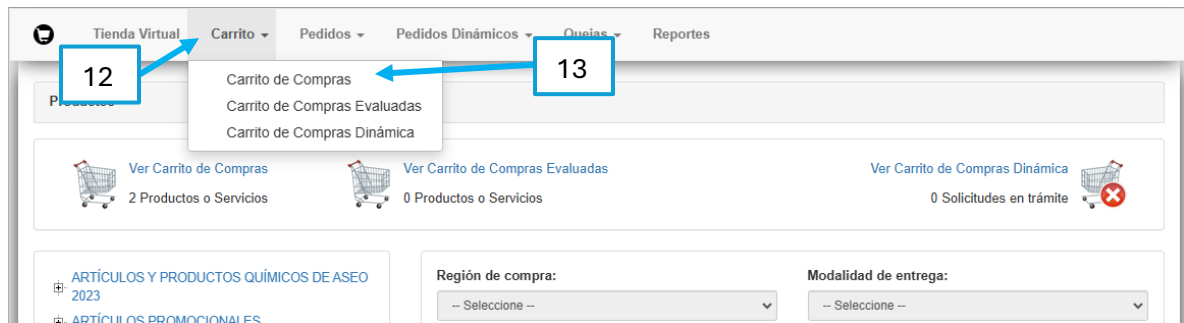 Tienda Virtual Carrito Pedidos Pedidos Dinámicos Quejas Reportes
12
13
Carrito de Compras
Carrito de Compras Evaluadas
Carrito de Compras Dinámica
Productos
Ver Carrito de Compras Ver Carrito de Compras Evaluadas Ver Carrito de Compras Dinámica
2 Productos o Servicios 0 Productos o Servicios 0 Solicitudes en trámite
ARTÍCULOS Y PRODUCTOS QUÍMICOS DE ASEO
2023
ARTÍCULOS PROMOCIONALES
Región de compra: Modalidad de entrega:
-- Seleccione -- -- Seleccione --